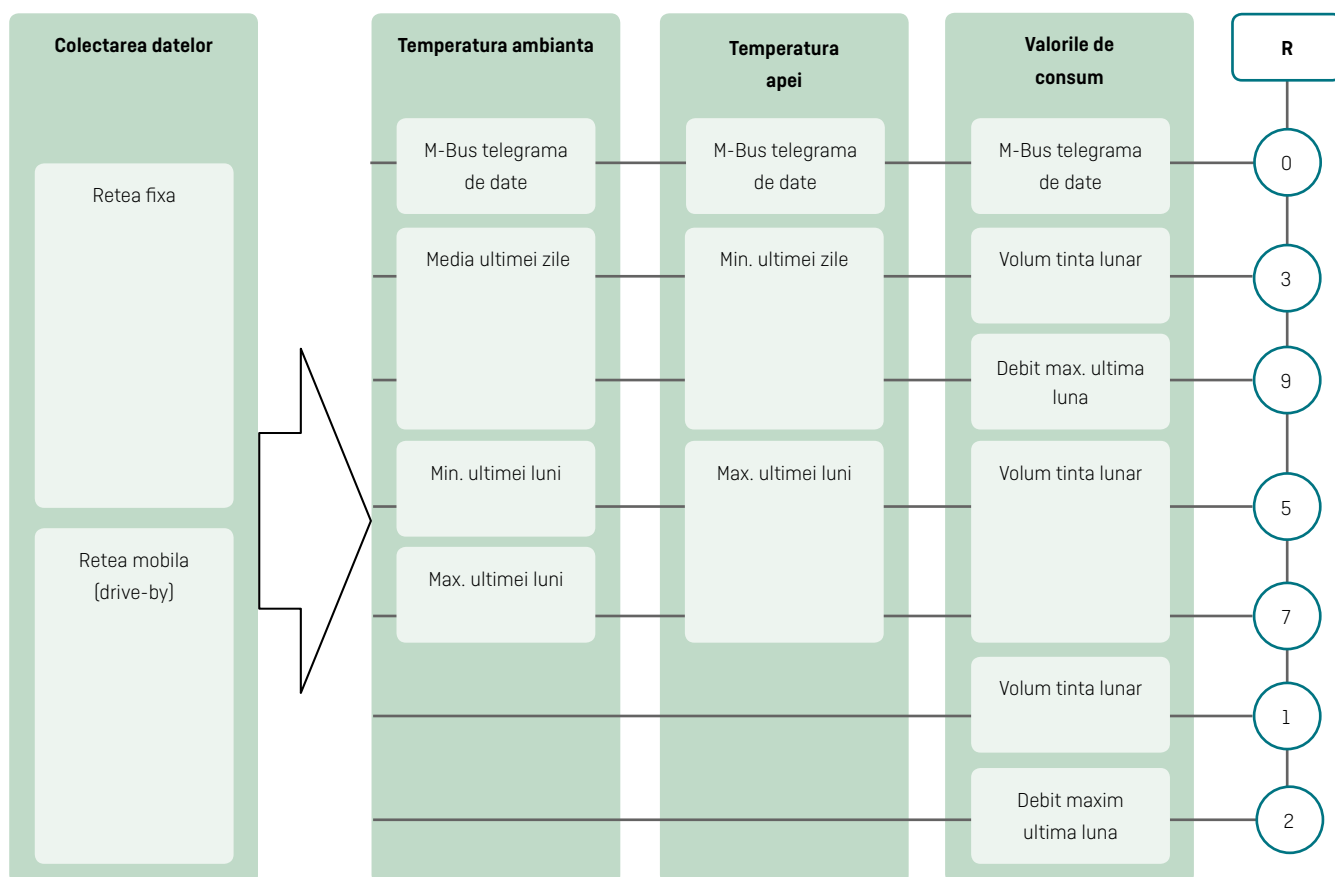 Colectarea datelor
Retea fixa
Retea mobila
(drive-by)
Temperatura ambianta
M-Bus telegrama
de date
Media ultimei zile
Min. ultimei luni
Max. ultimei luni
Temperatura
apei
M-Bus telegrama
de date
Min. ultimei zile
Max. ultimei luni
Valorile de
consum
M-Bus telegrama
de date
Volum tinta lunar
Debit max. ultima
luna
Volum tinta lunar
Volum tinta lunar
Debit maxim
ultima luna
R
0
3
9
5
7
1
2